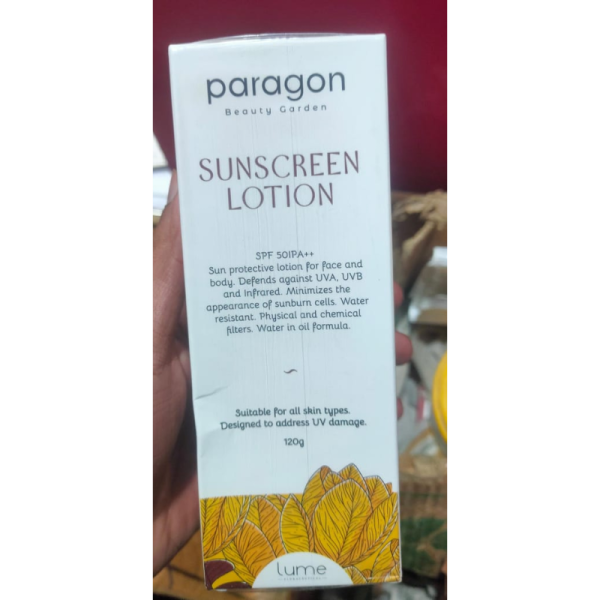 paragon
Beauty Garden
SUNSCREEN
LOTION
SPF 50|PA++
Sun protective lotion for face and
body. Defends against UVA, UVB
and Infrared. Minimizes the
appearance of sunburn cells. Water
resistant. Physical and chemical
filters. Water in oil formula.
Suitable for all skin types.
Designed to address UV damage.
120g
lume